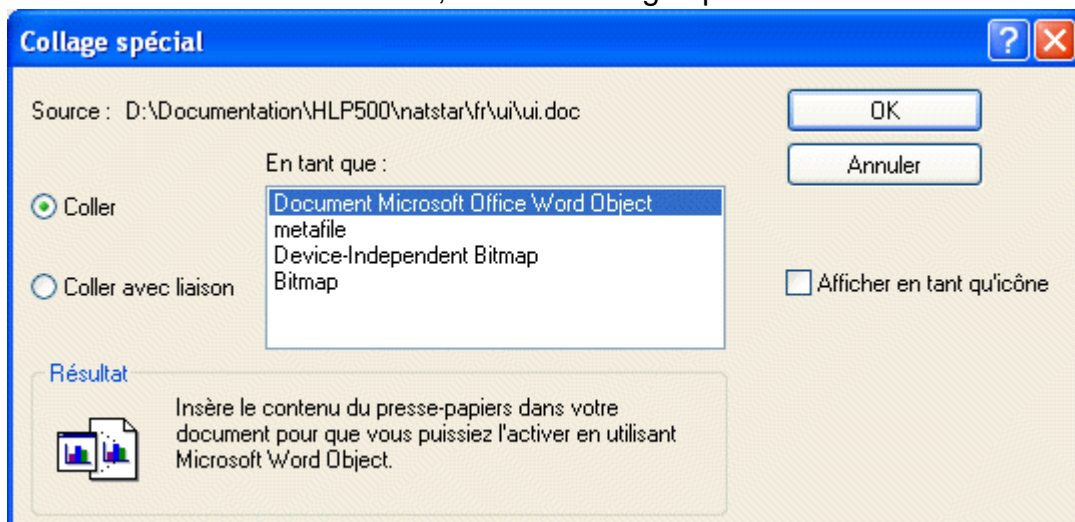 Collage spécial
Source : D:\Documentation\HLP500\natstar\fr\ui\ui.doc
OK
En tant que :
Annuler
Coller
Document Microsoft Office Word Object
metafile
Device-Independent Bitmap
Bitmap
Coller avec liaison
Afficher en tant qu'icône
Résultat
Insère le contenu du presse-papiers dans votre
document pour que vous puissiez l'activer en utilisant
Microsoft Word Object.